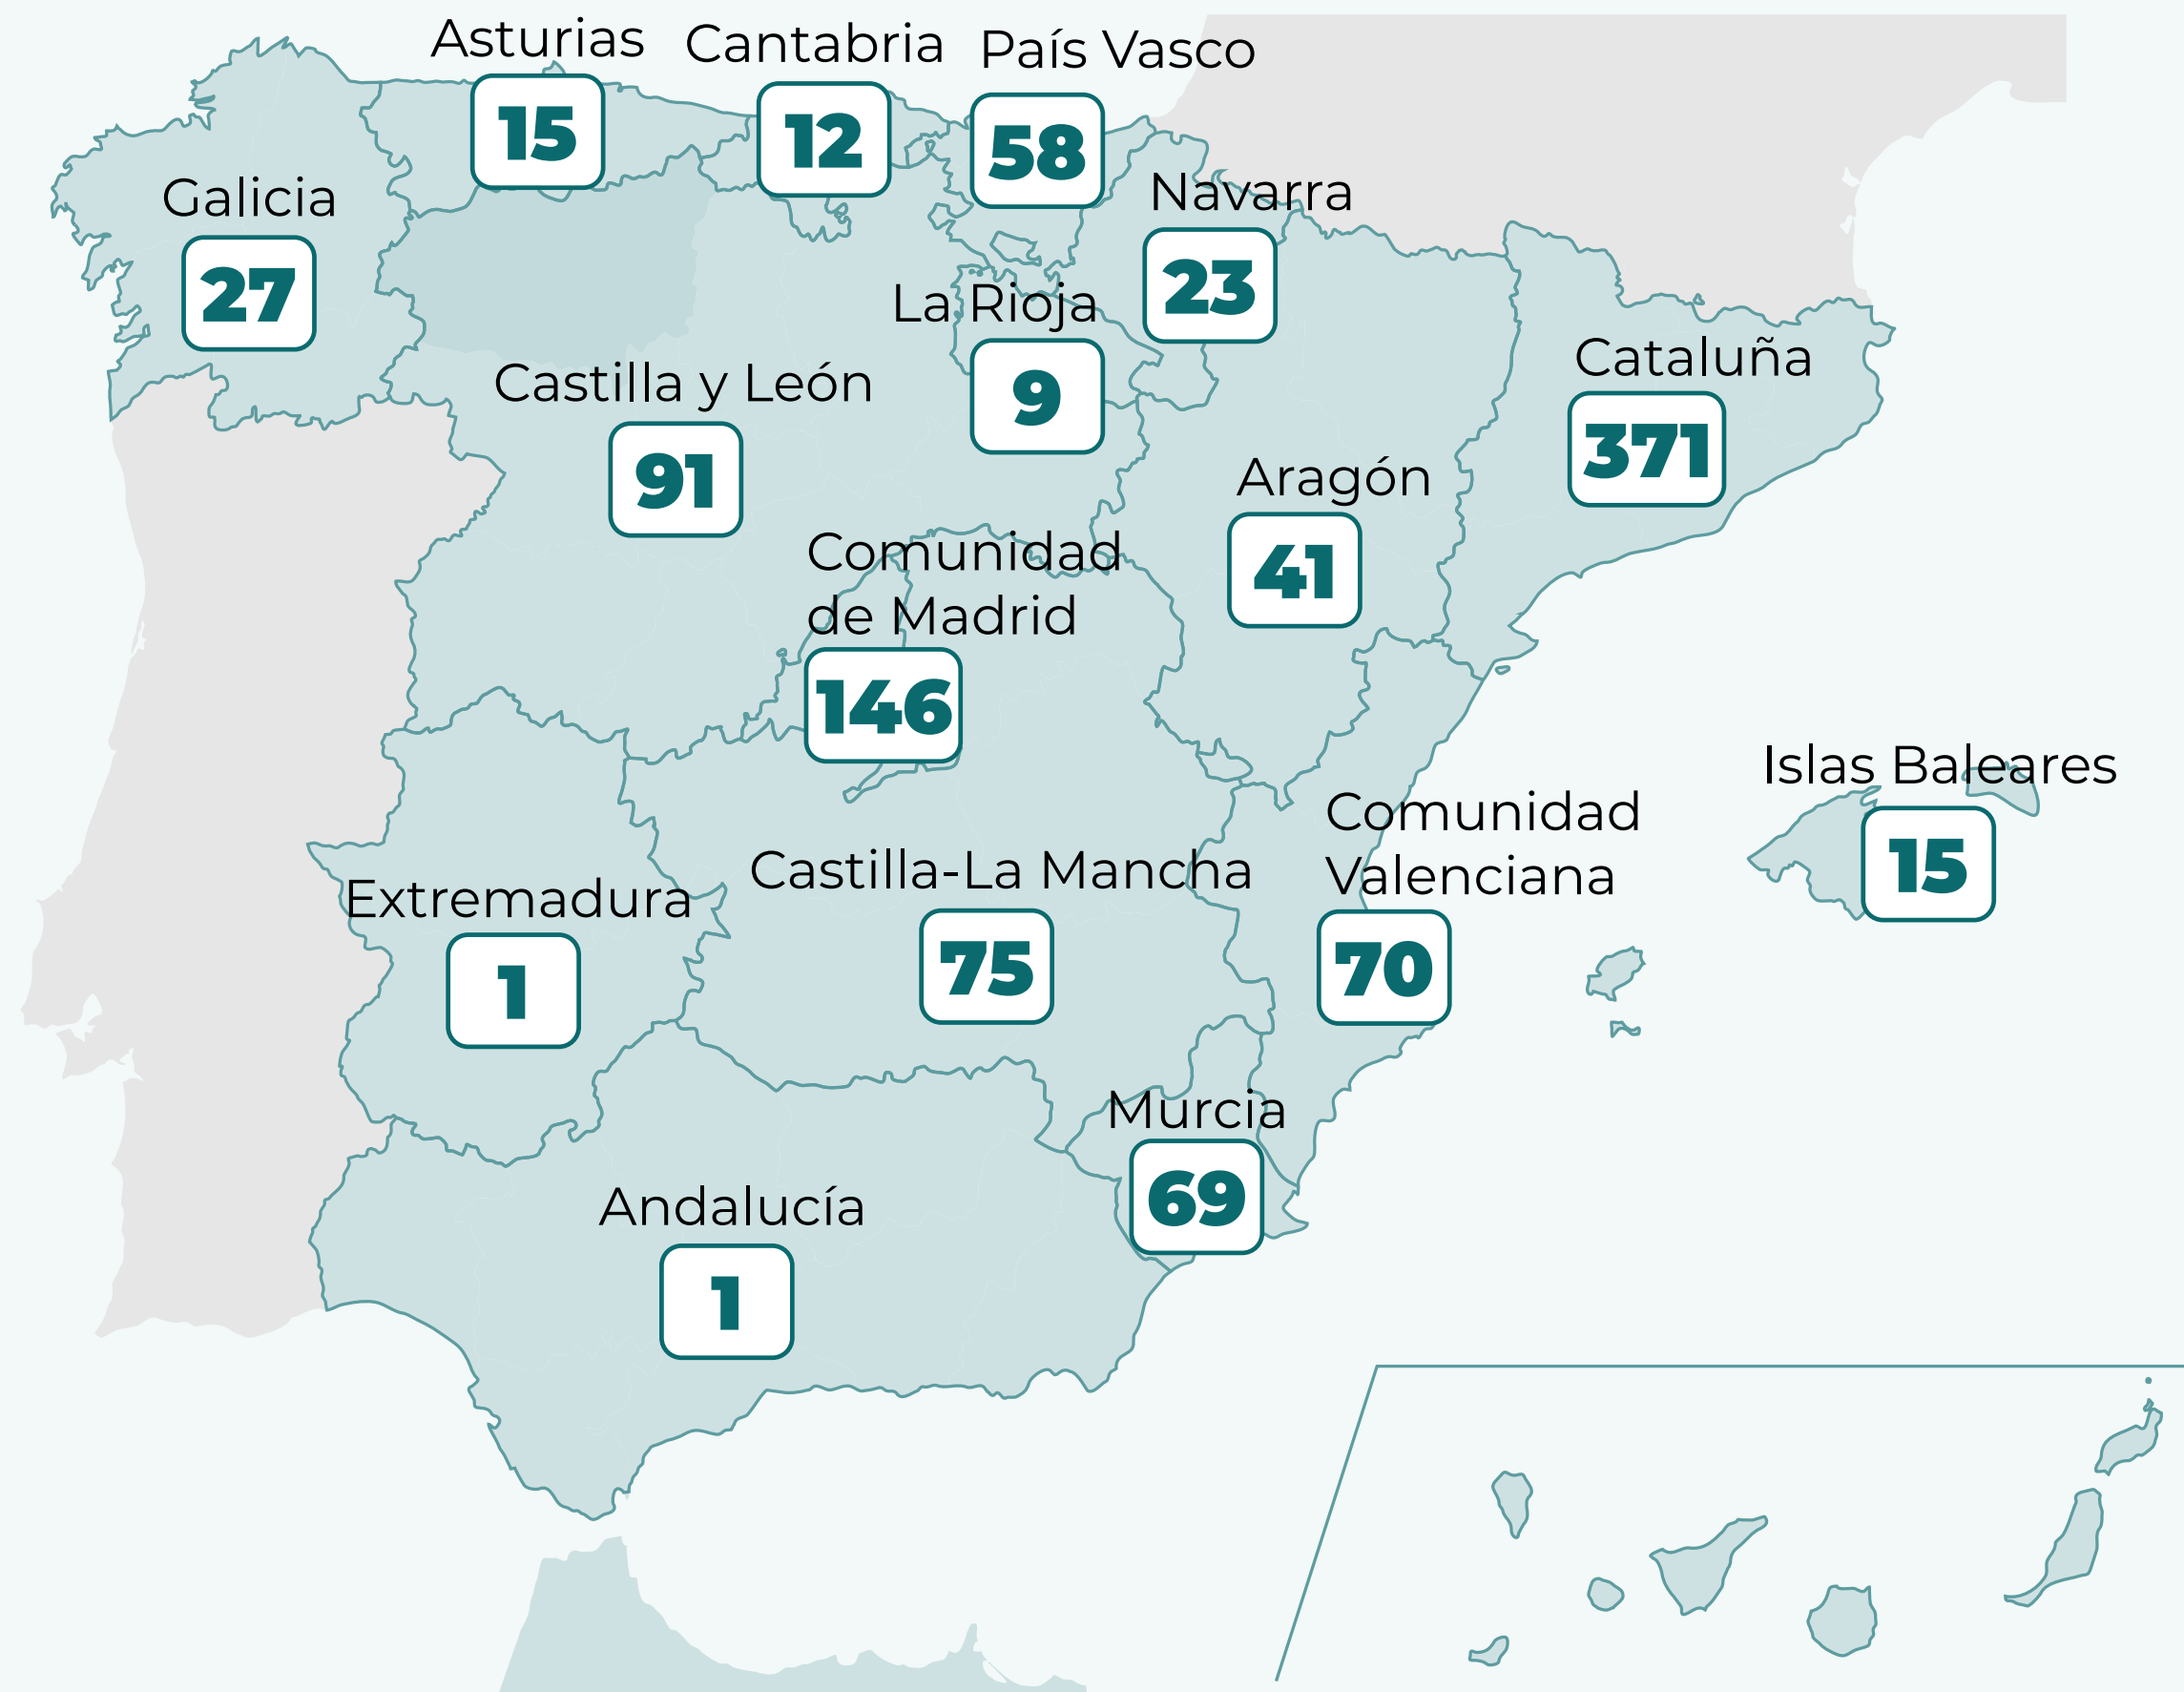 Asturias
15
Cantabria
12
País Vasco
58
Galicia
27
Navarra
23
La Rioja
9
Castilla y León
91
Cataluña
371
Aragón
41
Comunidad
de Madrid
146
Islas Baleares
15
Comunidad
Valenciana
70
Castilla-La Mancha
75
Extremadura
1
Murcia
69
Andalucía
1